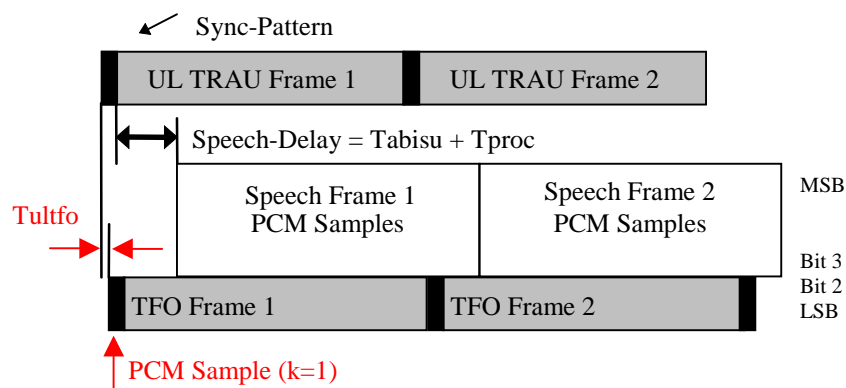 Sync-Pattern
UL TRAU Frame 1
UL TRAU Frame 2
Speech-Delay = Tabisu + Tproc
Speech Frame 1
PCM Samples
Speech Frame 2
PCM Samples
MSB
Tultfo
Bit 3
Bit 2
LSB
TFO Frame 1
TFO Frame 2
PCM Sample (k=1)